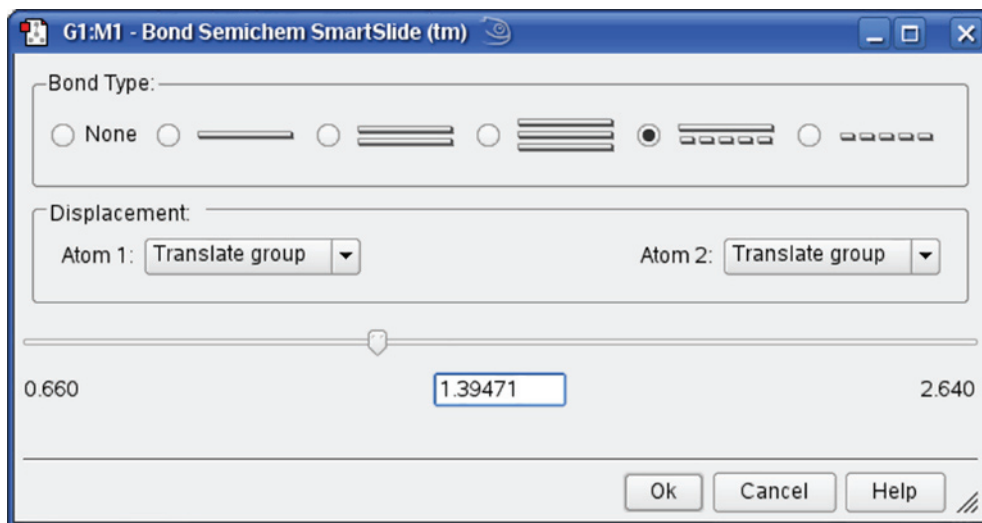 G1:M1 - Bond Semichem SmartSlide (tm)
Bond Type:
None
Displacement:
Atom 1: Translate group Atom 2: Translate group
0.660 1.39471 2.640
Ok Cancel Help